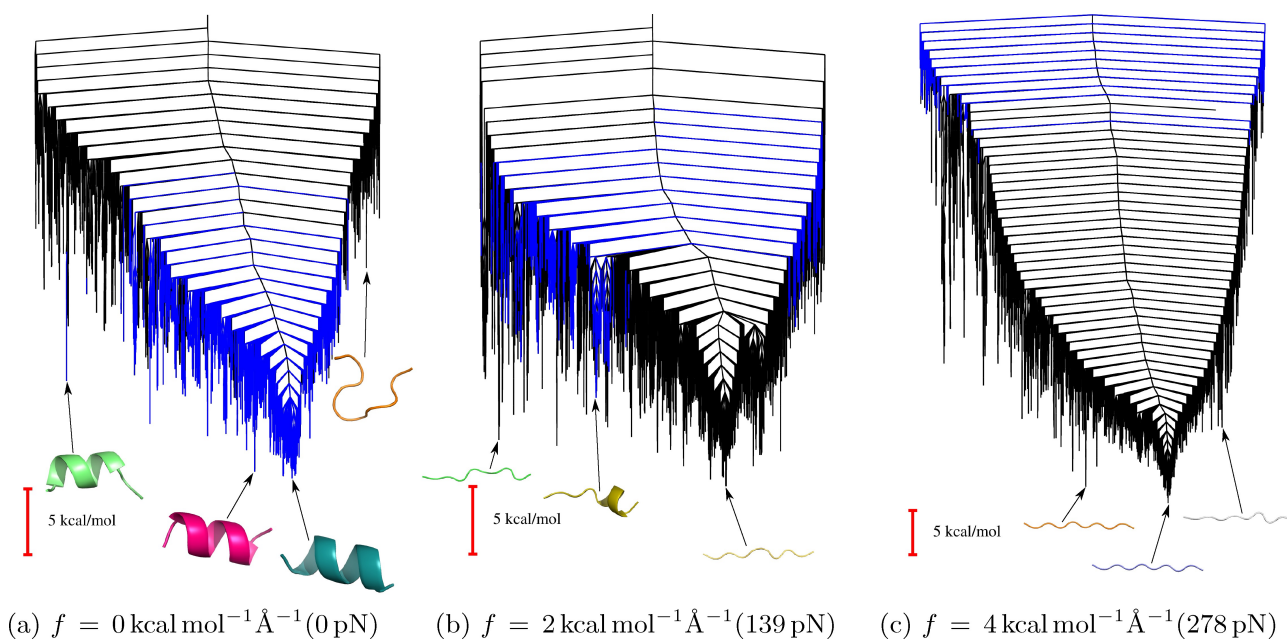 5 kcal/mol
5 kcal/mol
5 kcal/mol
(a) f = 0 kcal mol⁻¹ Å⁻¹(0 pN)
(b) f = 2 kcal mol⁻¹ Å⁻¹(139 pN)
(c) f = 4 kcal mol⁻¹ Å⁻¹(278 pN)